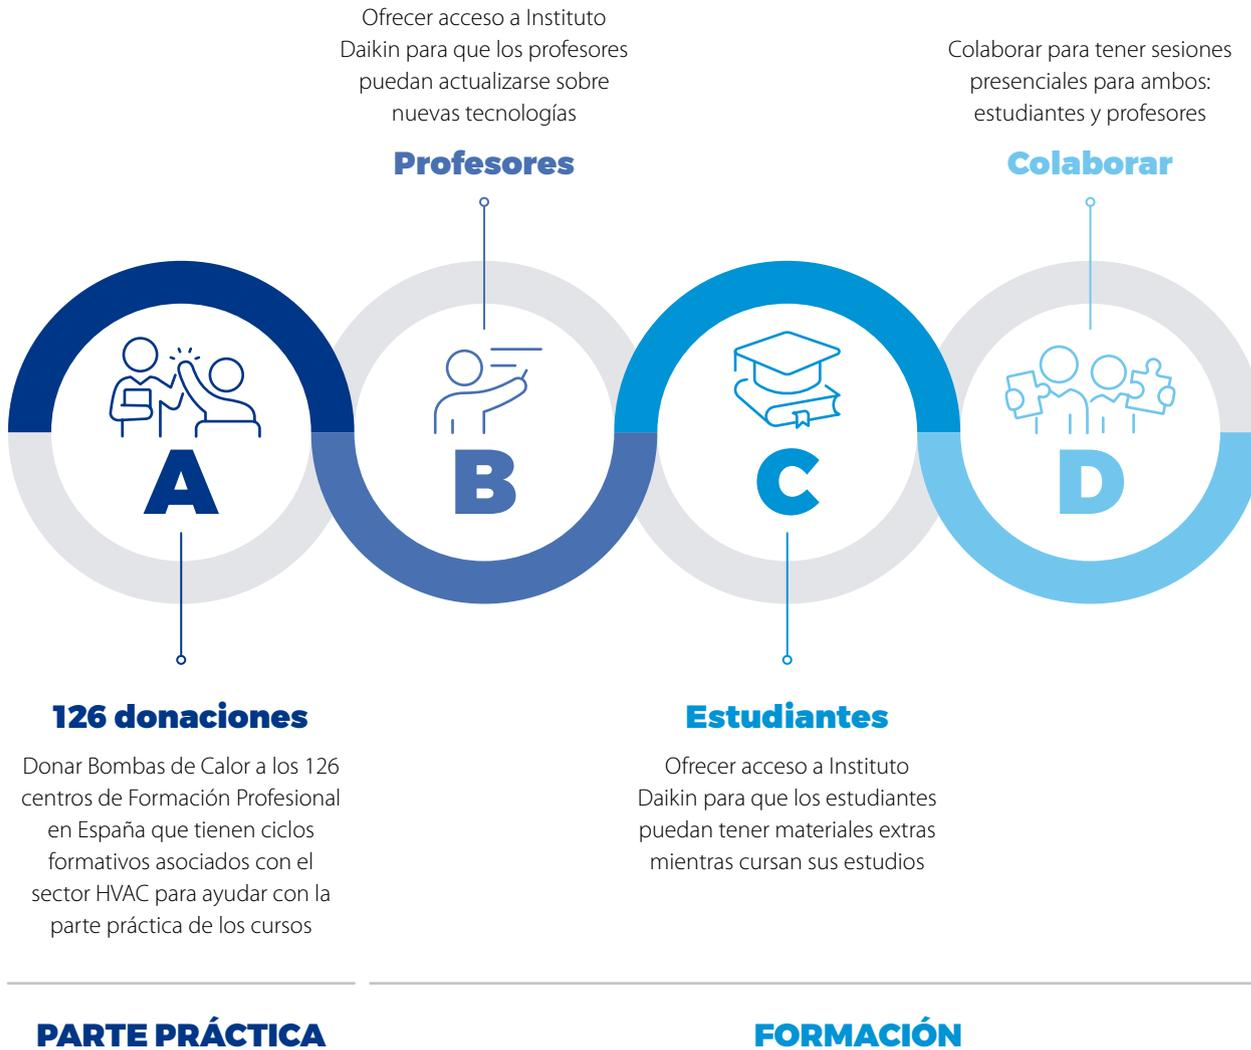 Ofrecer acceso a Instituto
Daikin para que los profesores
puedan actualizarse sobre
nuevas tecnologías
Profesores
Colaborar para tener sesiones
presenciales para ambos:
estudiantes y profesores
Colaborar
A
B
C
D
126 donaciones
Donar Bombas de Calor a los 126
centros de Formación Profesional
en España que tienen ciclos
formativos asociados con el
sector HVAC para ayudar con la
parte práctica de los cursos
Estudiantes
Ofrecer acceso a Instituto
Daikin para que los estudiantes
puedan tener materiales extras
mientras cursan sus estudios
PARTE PRÁCTICA
FORMACIÓN